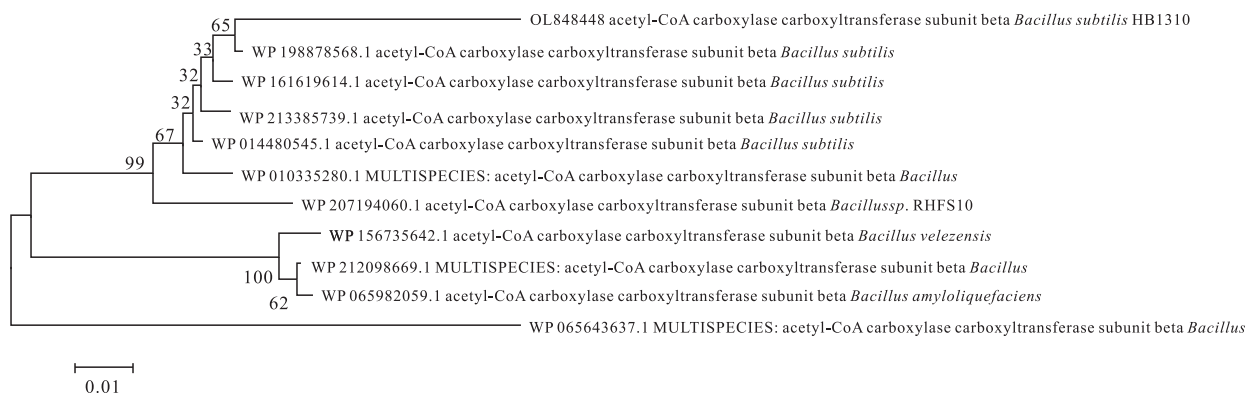 65
OL848448 acetyl-CoA carboxylase carboxyltransferase subunit beta Bacillus subtilis HB1310
33
WP 198878568.1 acetyl-CoA carboxylase carboxyltransferase subunit beta Bacillus subtilis
32
WP 161619614.1 acetyl-CoA carboxylase carboxyltransferase subunit beta Bacillus subtilis
32
WP 213385739.1 acetyl-CoA carboxylase carboxyltransferase subunit beta Bacillus subtilis
67
WP 014480545.1 acetyl-CoA carboxylase carboxyltransferase subunit beta Bacillus subtilis
99
WP 010335280.1 MULTISPECIES: acetyl-CoA carboxylase carboxyltransferase subunit beta Bacillus
WP 207194060.1 acetyl-CoA carboxylase carboxyltransferase subunit beta Bacillussp. RHFS10
WP 156735642.1 acetyl-CoA carboxylase carboxyltransferase subunit beta Bacillus velezensis
100
WP 212098669.1 MULTISPECIES: acetyl-CoA carboxylase carboxyltransferase subunit beta Bacillus
62
WP 065982059.1 acetyl-CoA carboxylase carboxyltransferase subunit beta Bacillus amyloliquefaciens
WP 065643637.1 MULTISPECIES: acetyl-CoA carboxylase carboxyltransferase subunit beta Bacillus
0.01